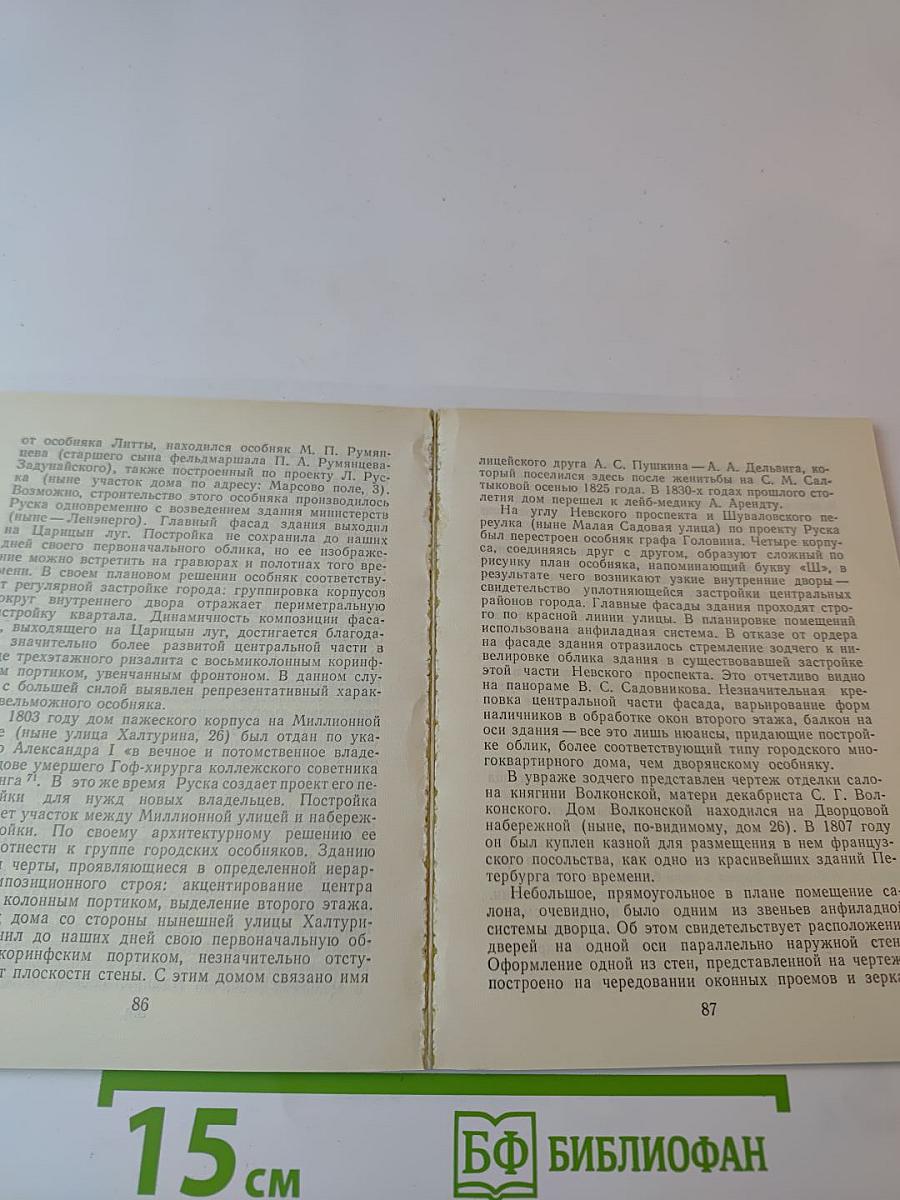 от особняка Литты, находился особняк М. П. Румян-
цева (старшего сына фельдмаршала П. А. Румянцева-
Задунайского), также построенный по проекту Л. Рус-
ка (ныне участок дома по адресу: Марсово поле, 3).
Возможно, строительство этого особняка производилось
Руска одновременно с возведением здания министерств
(ныне — Ленэнерго). Главный фасад здания выходил
на Царицын луг. Постройка не сохранила до наших
дней своего первоначального облика, но ее изображе-
ние можно встретить на гравюрах и полотнах того вре-
мени. В своем плановом решении особняк соответству-
т регулярной застройке города: группировка корпусов
округ внутреннего двора отражает периметральную
стройку квартала. Динамичность композиции фаса-
, выходящего на Царицын луг, достигается благода-
значительно более развитой центральной части в
де трехэтажного ризалита с восьмиколонным коринф-
м портиком, увенчанным фронтоном. В данном слу-
с большей силой выявлен репрезентативный харак-
вельможного особняка.
1803 году дом пажеского корпуса на Миллионной
е (ныне улица Халтурина, 26) был отдан по ука-
о Александра I «в вечное и потомственное владе-
дове умершего Гоф-хирурга коллежского советника
нга 71. В это же время Руска создает проект его пе-
йки для нужд новых владельцев. Постройка
ет участок между Миллионной улицей и набереж-
ойки. По своему архитектурному решению ее
отнести к группе городских особняков. Зданию
и черты, проявляющиеся в определенной иерар-
мпозиционного строя: акцентирование центра
колонным портиком, выделение второго этажа.
дома со стороны нынешней улицы Халтури-
нил до наших дней свою первоначальную об-
коринфским портиком, незначительно отсту-
т плоскости стены. С этим домом связано имя
86
лицейского друга А. С. Пушкина — А. А. Дельвига, ко-
торый поселился здесь после женитьбы на С. М. Сал-
тыковой осенью 1825 года. В 1830-х годах прошлого сто-
летия дом перешел к лейб-медику А. Арендту.
На углу Невского проспекта и Шуваловского пе-
реулка (ныне Малая Садовая улица) по проекту Руска
был перестроен особняк графа Головина. Четыре корпу-
са, соединяясь друг с другом, образуют сложный по
рисунку план особняка, напоминающий букву «Ш», в
результате чего возникают узкие внутренние дворы —
свидетельство уплотняющейся застройки центральных
районов города. Главные фасады здания проходят стро-
го по красной линии улицы. В планировке помещений
использована анфиладная система. В отказе от ордера
на фасаде здания отразилось стремление зодчего к ни-
велировке облика здания в существовавшей застройке
этой части Невского проспекта. Это отчетливо видно
на панораме В. С. Садовникова. Незначительная кре-
повка центральной части фасада, варьирование форм
наличников в обработке окон второго этажа, балкон на
оси здания — все это лишь нюансы, придающие построй-
ке облик, более соответствующий типу городского мно-
гоквартирного дома, чем дворянскому особняку.
В увраже зодчего представлен чертеж отделки сало-
на княгини Волконской, матери декабриста С. Г. Вол-
конского. Дом Волконской находился на Дворцовой
набережной (ныне, по-видимому, дом 26). В 1807 году
он был куплен казной для размещения в нем француз-
ского посольства, как одно из красивейших зданий Пе-
тербурга того времени.
Небольшое, прямоугольное в плане помещение са-
лона, очевидно, было одним из звеньев анфиладной
системы дворца. Об этом свидетельствует расположени
дверей на одной оси параллельно наружной стен
Оформление одной из стен, представленной на чертеж
построено на чередовании оконных проемов и зерка
87
15 см
БФ БИБЛИОФАН